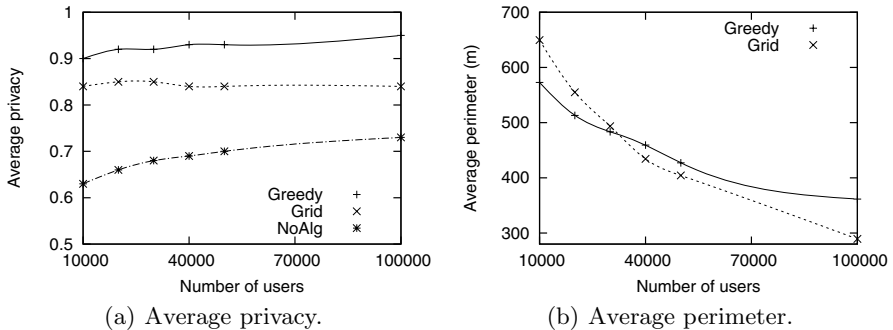 1
0.9
0.8
0.7
0.6
0.5
Average privacy
Greedy
Grid
NoAlg
10000 40000 70000 100000
Number of users
(a) Average privacy.
700
600
500
400
300
Average perimeter (m)
Greedy
Grid
10000 40000 70000 100000
Number of users
(b) Average perimeter.